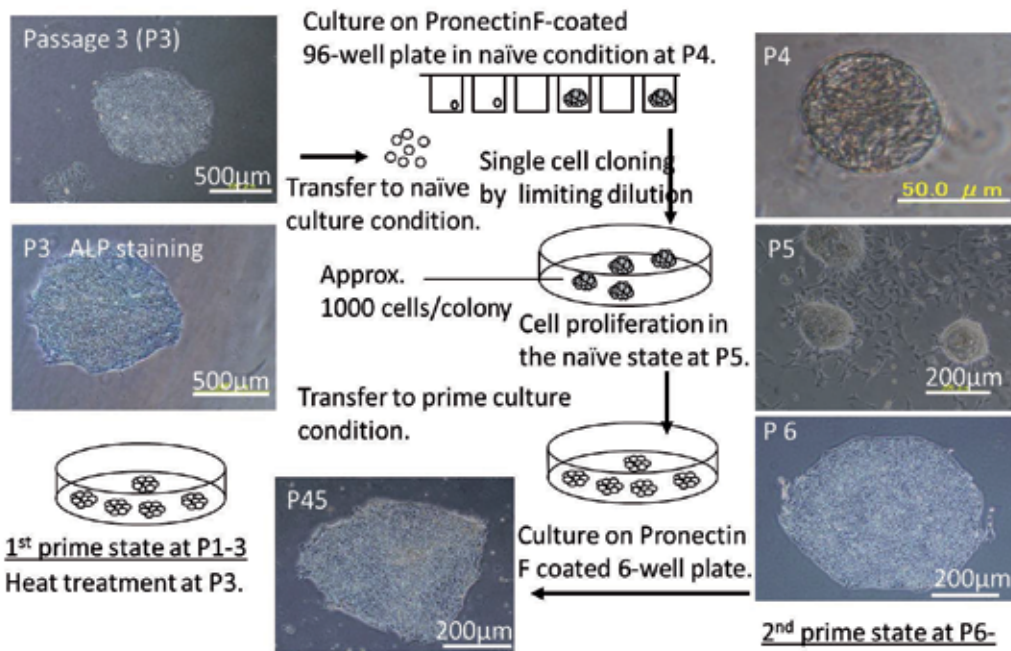 Passage 3 (P3)
500μm
Culture on PronectinF-coated
96-well plate in naïve condition at P4.
P4
50.0 μm
Transfer to naïve
culture condition.
Single cell cloning
by limiting dilution
P3 ALP staining
500μm
Approx.
1000 cells/colony
Cell proliferation in
the naïve state at P5.
P5
200μm
Transfer to prime culture
condition.
1st prime state at P1-3
Heat treatment at P3.
P45
200μm
Culture on Pronectin
F coated 6-well plate.
P 6
200μm
2nd prime state at P6-